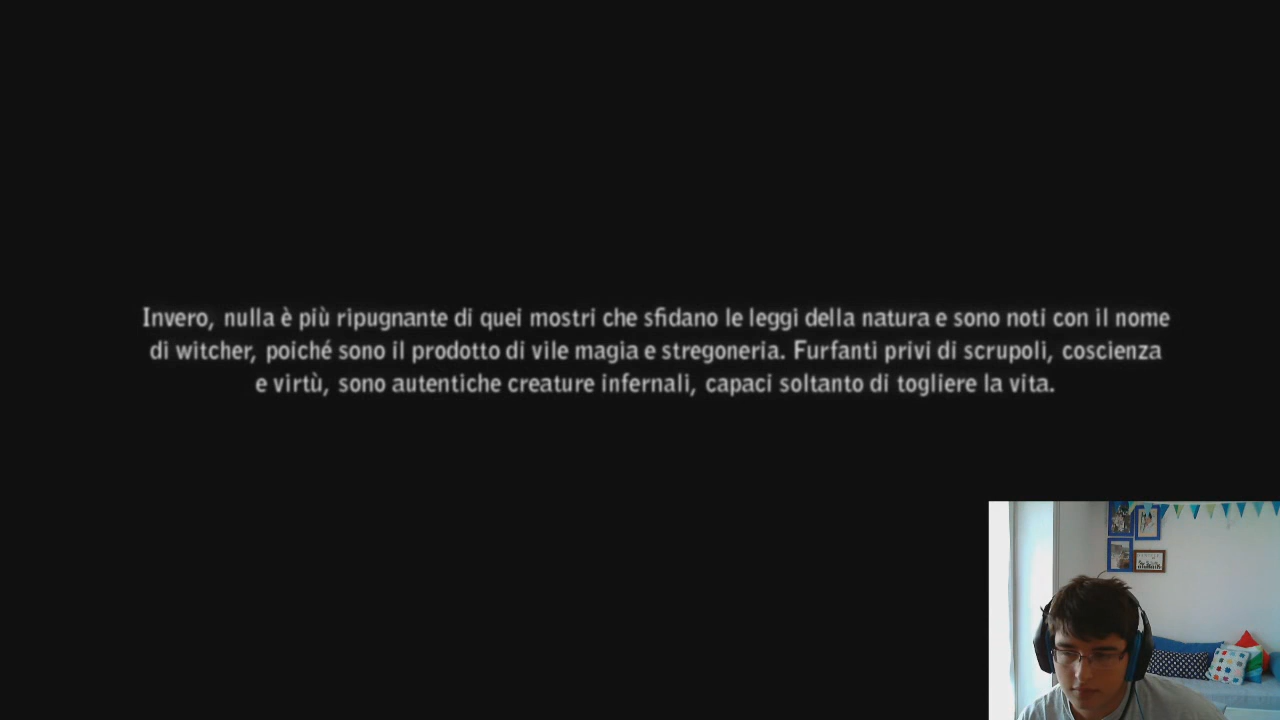 Invero, nulla è più ripugnante di quei mostri che sfidano le leggi della natura e sono noti con il nome
di witcher, poiché sono il prodotto di vile magia e stregoneria. Furfanti privi di scrupoli, coscienza
e virtù, sono autentiche creature infernali, capaci soltanto di togliere la vita.